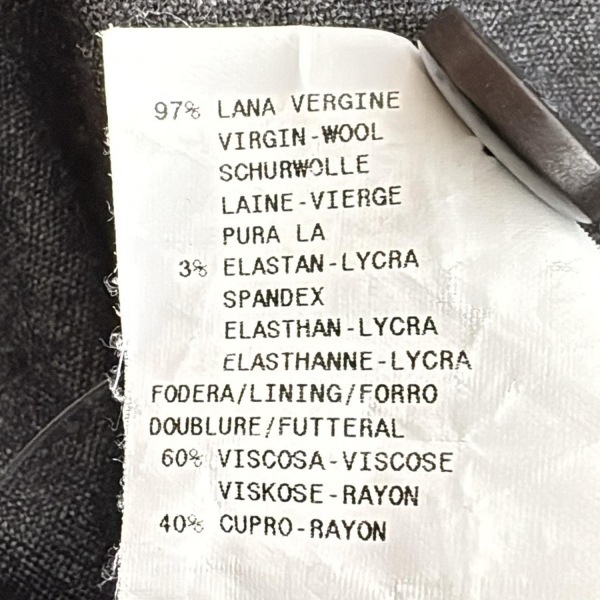 97% LANA VERGINE
VIRGIN-WOOL
SCHURWOLLE
LAINE-VIERGE
PURA LA
3% ELASTAN-LYCRA
SPANDEX
ELASTHAN-LYCRA
ELASTHANNE-LYCRA
FODERA/LINING/FORRO
DOUBLURE/FUTTERAL
60% VISCOSA-VISCOSE
VISKOSE-RAYON
40% CUPRO-RAYON